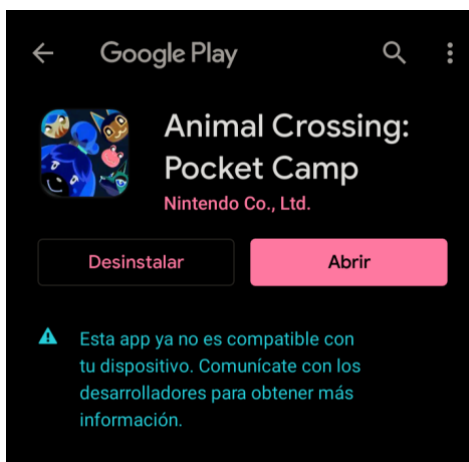 Google Play
Animal Crossing:
Pocket Camp
Nintendo Co., Ltd.
Desinstalar
Abrir
Esta app ya no es compatible con
tu dispositivo. Comunícate con los
desarrolladores para obtener más
información.